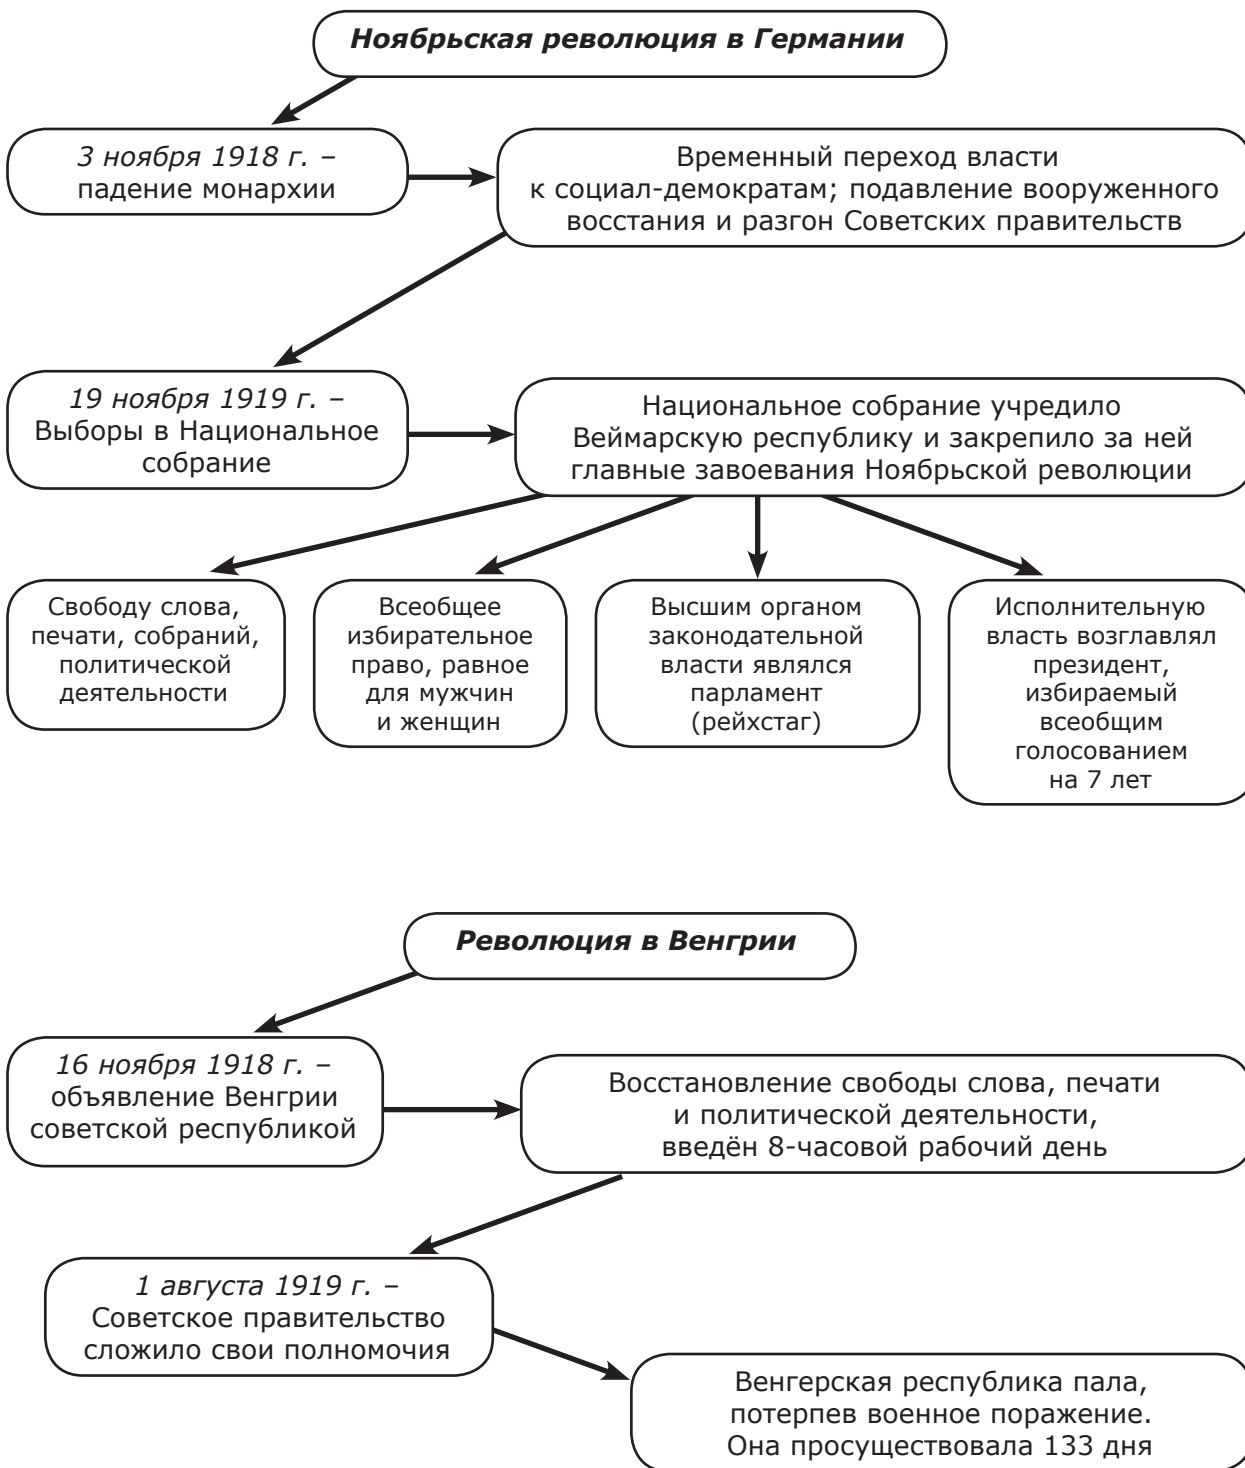 Ноябрьская революция в Германии
3 ноября 1918 г. –
падение монархии
Временный переход власти
к социал-демократам; подавление вооруженного
восстания и разгон Советских правительств
19 ноября 1919 г. –
Выборы в Национальное
собрание
Национальное собрание учредило
Веймарскую республику и закрепило за ней
главные завоевания Ноябрьской революции
Свободу слова,
печати, собраний,
политической
деятельности
Всеобщее
избирательное
право, равное
для мужчин
и женщин
Высшим органом
законодательной
власти являлся
парламент
(рейхстаг)
Исполнительную
власть возглавлял
президент,
избираемый
всеобщим
голосованием
на 7 лет
Революция в Венгрии
16 ноября 1918 г. –
объявление Венгрии
советской республикой
Восстановление свободы слова, печати
и политической деятельности,
введён 8-часовой рабочий день
1 августа 1919 г. –
Советское правительство
сложило свои полномочия
Венгерская республика пала,
потерпев военное поражение.
Она просуществовала 133 дня